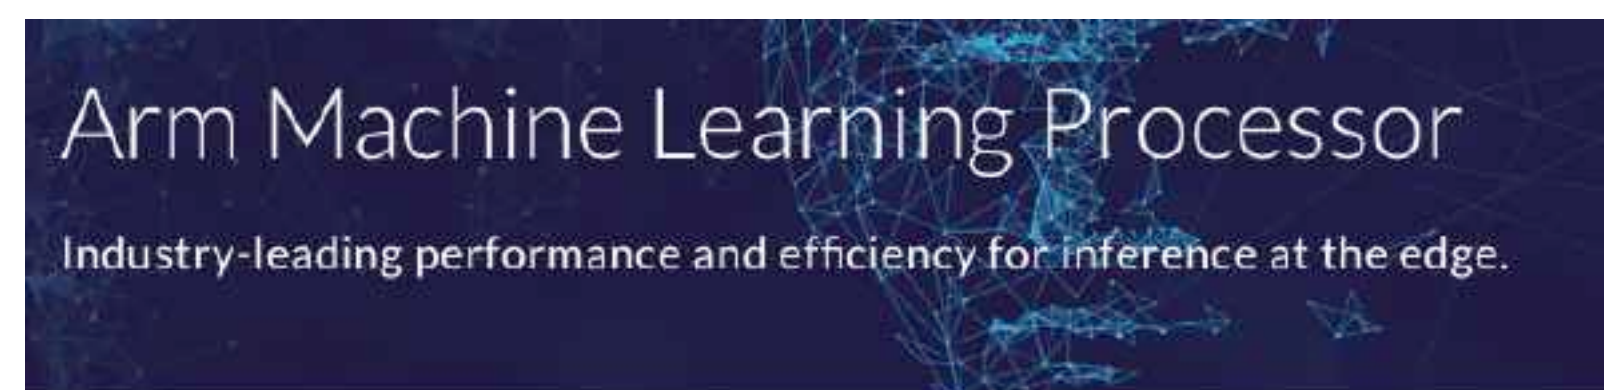 Arm Machine Learning Processor
Industry-leading performance and efficiency for inference at the edge.